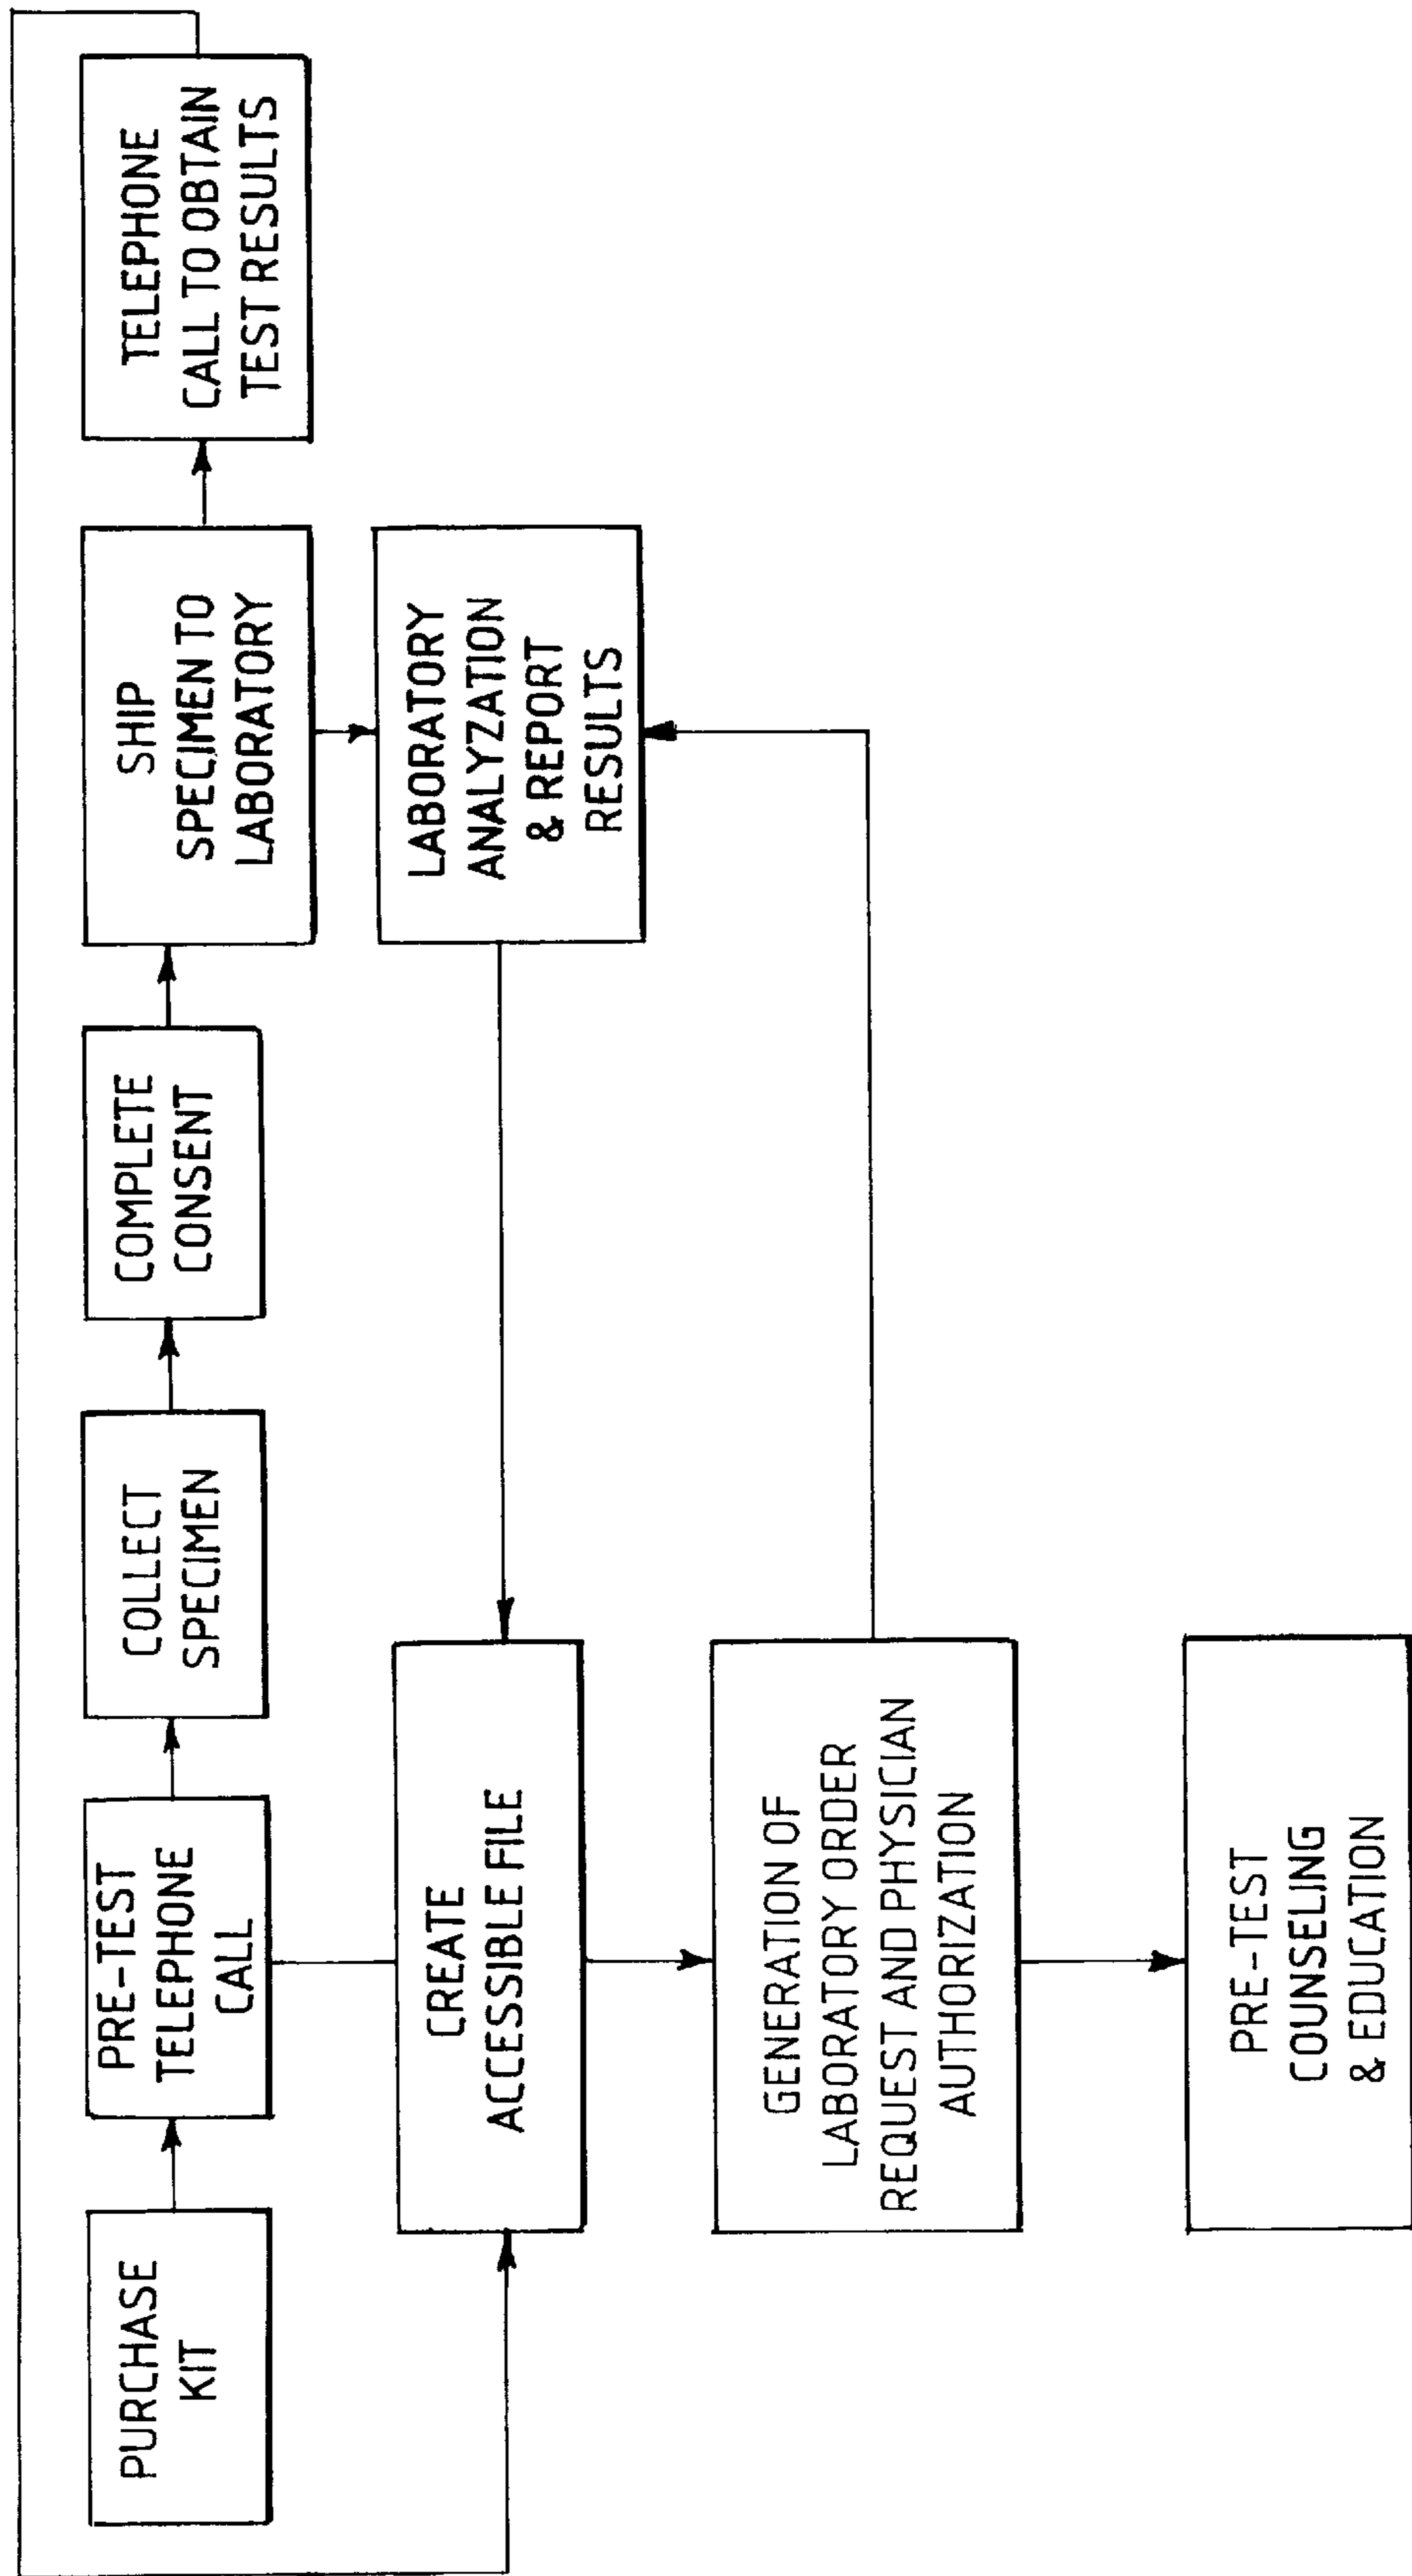 PURCHASE
KIT
PRE-TEST
TELEPHONE
CALL
COLLECT
SPECIMEN
COMPLETE
CONSENT
SHIP
SPECIMEN TO
LABORATORY
TELEPHONE
CALL TO OBTAIN
TEST RESULTS
CREATE
ACCESSIBLE FILE
LABORATORY
ANALYZATION
& REPORT
RESULTS
GENERATION OF
LABORATORY ORDER
REQUEST AND PHYSICIAN
AUTHORIZATION
PRE-TEST
COUNSELING
& EDUCATION